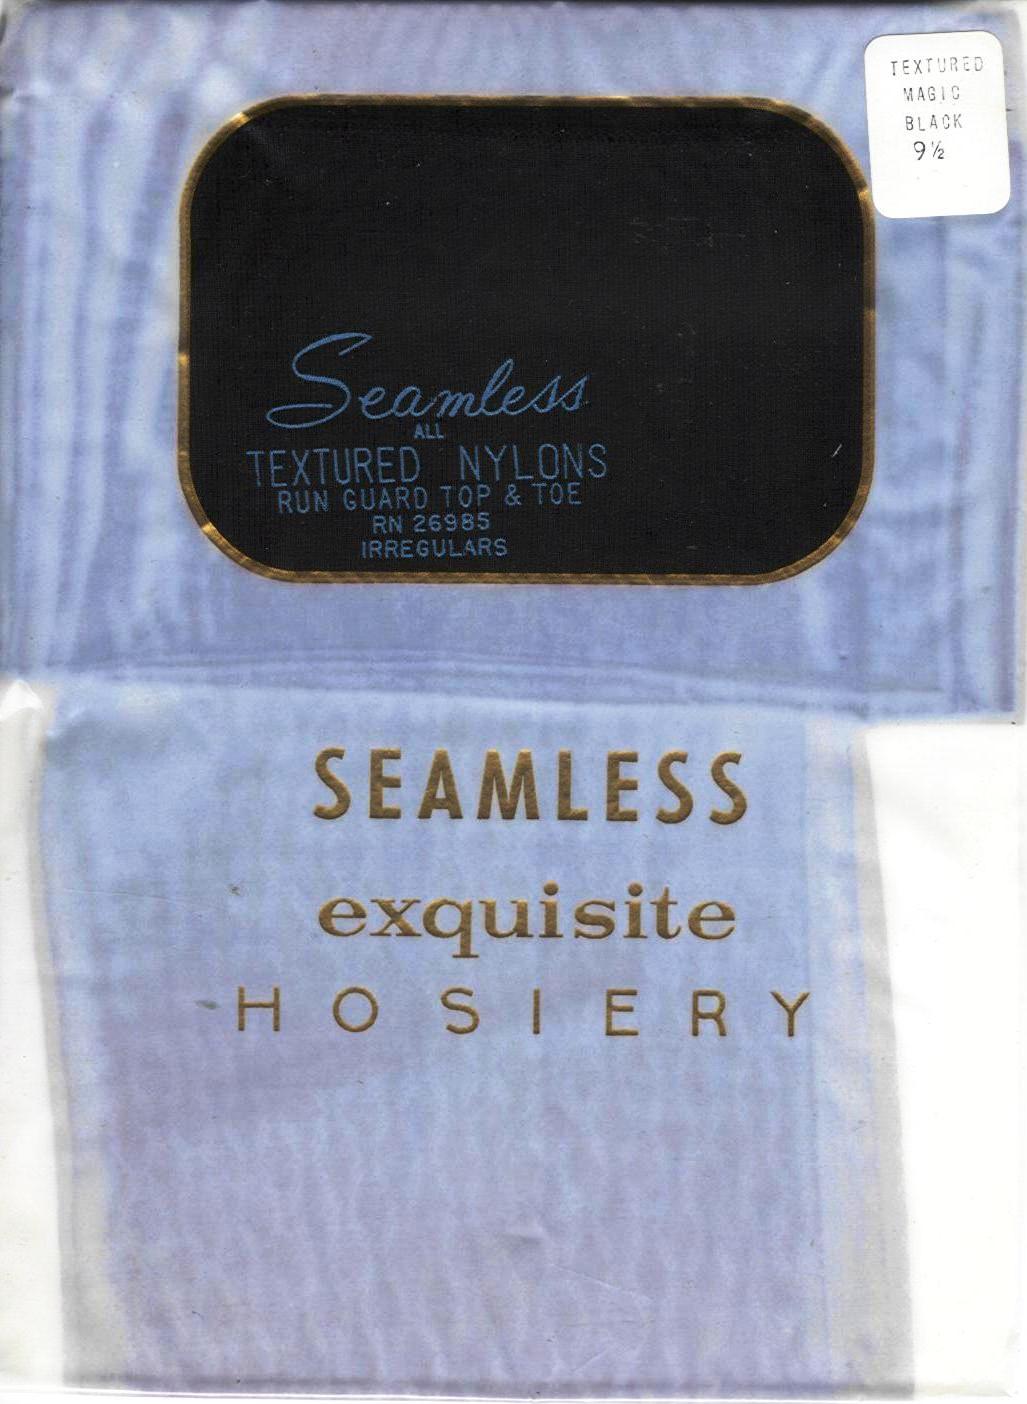 TEXTURED
MAGIC
BLACK
9½
Seamless
ALL
TEXTURED NYLONS
RUN GUARD TOP & TOE
RN 26985
IRREGULARS
SEAMLESS
exquisite
HOSIERY